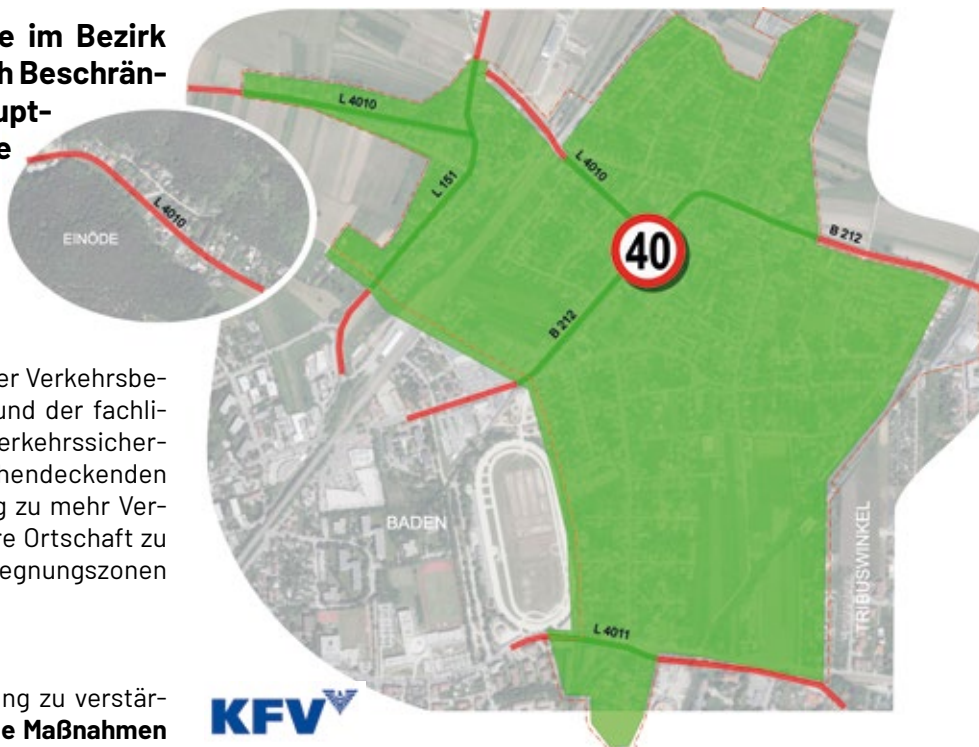 e im Bezirk
h Beschrän-
upt-
e
er Verkehrsbe-
und der fachli-
erkehrssicher-
hendeckenden
g zu mehr Ver-
re Ortschaft zu
egnungszonen
ng zu verstär-
e Maßnahmen
L 4010
L 151
L 4010
L 4010
EINÖDE
40
B 212
B 212
BADEN
TRIBUSWINKEL
L 4011
KFV